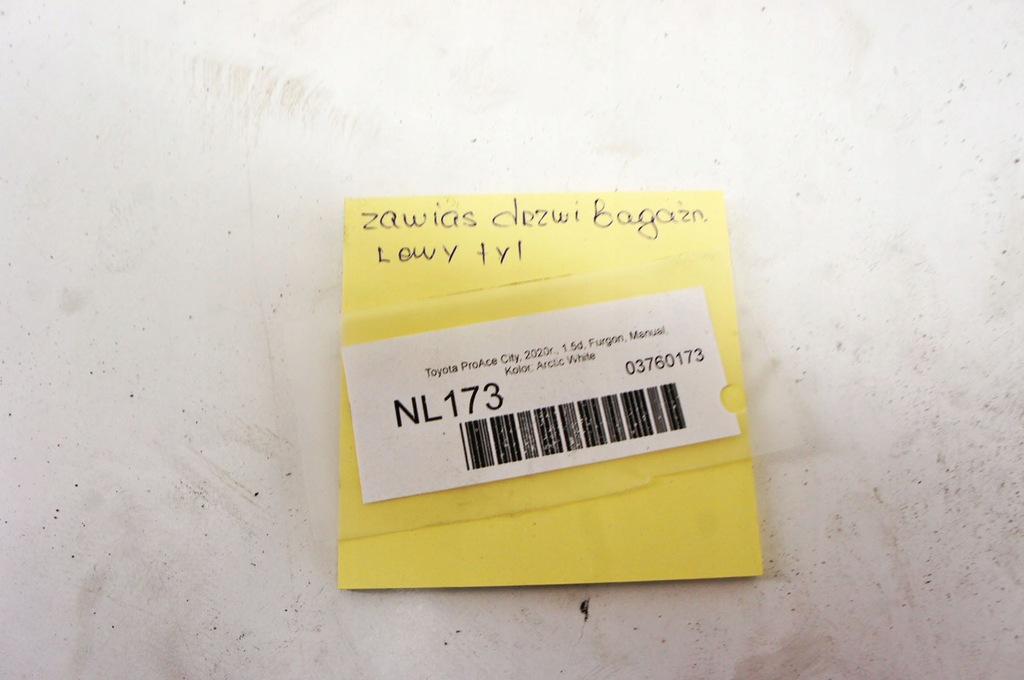 zawias drzwi bagażn.
Lewy tył
Toyota ProAce City, 2020r., 1.5d, Furgon, Manual,
Kolor: Arctic White
03760173
NL173